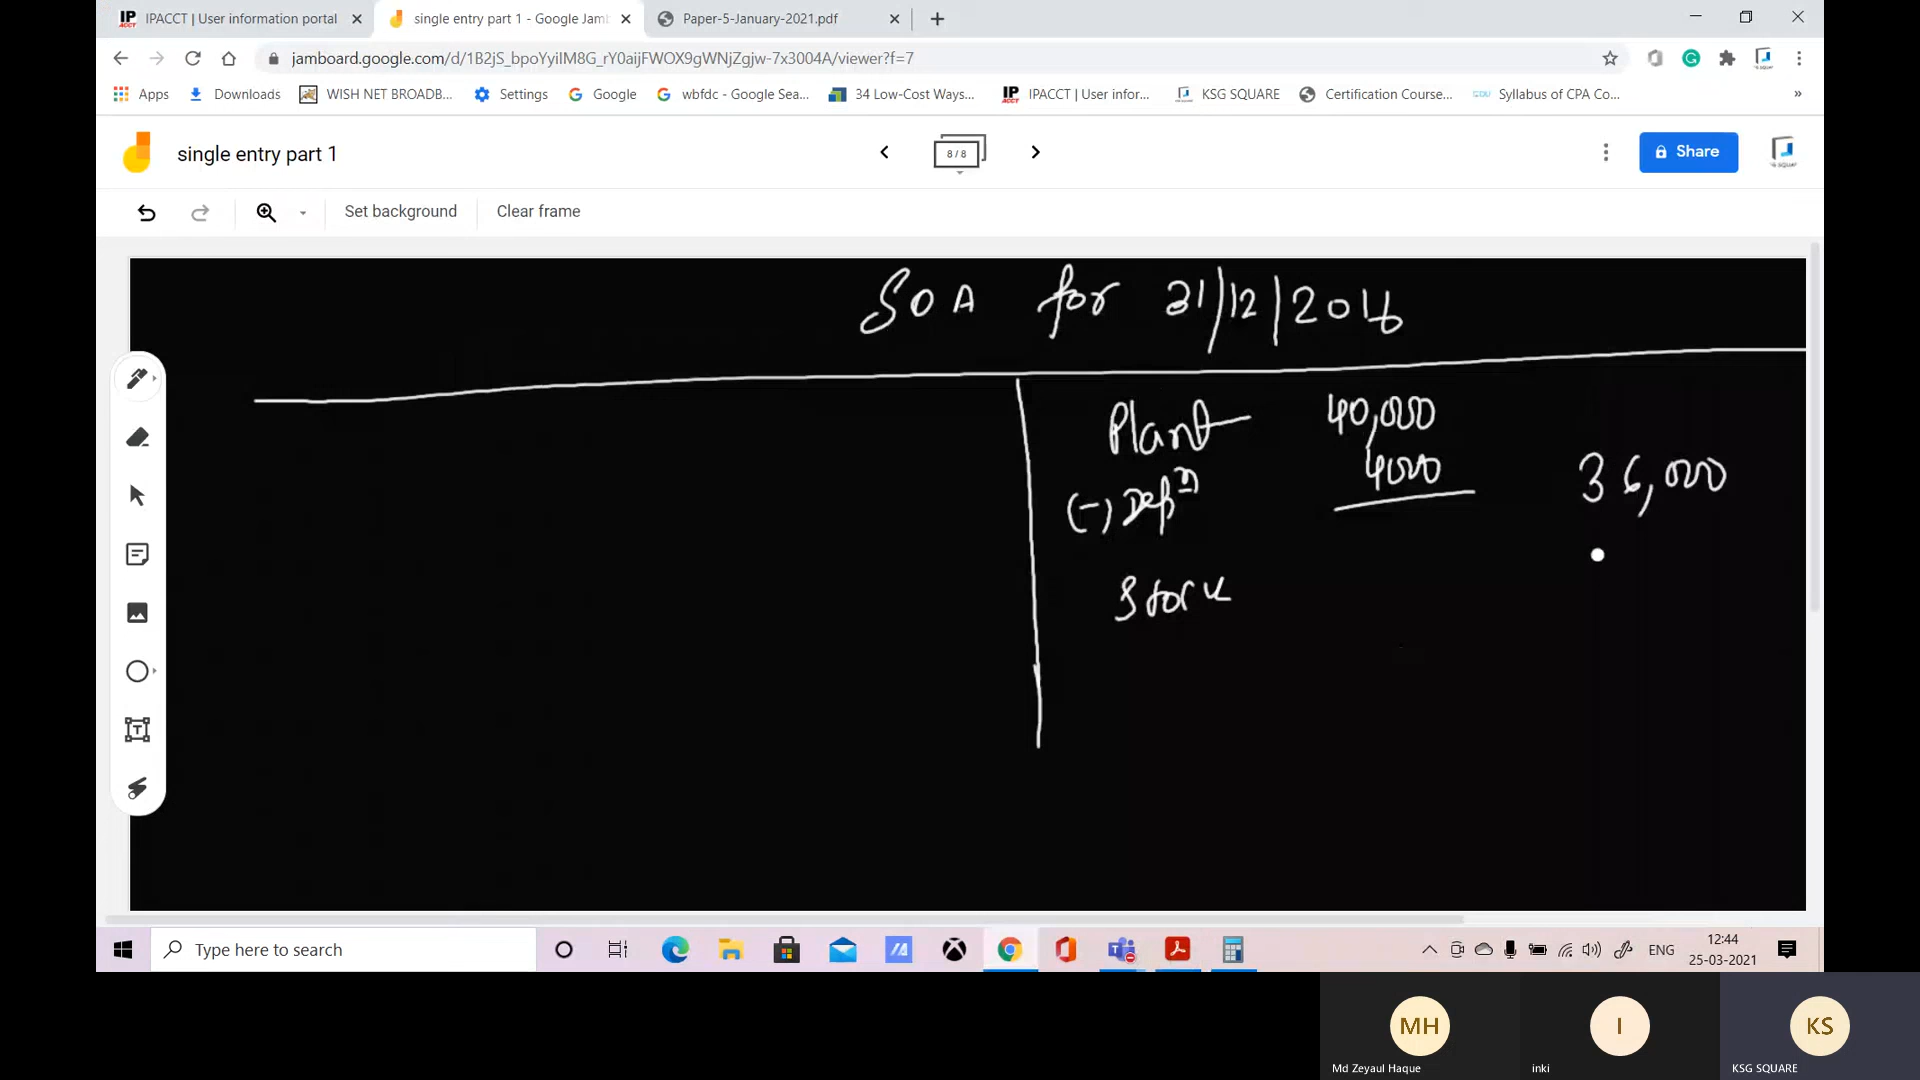 IPACCT | User information portal
single entry part 1 - Google Jamb
Paper-5-January-2021.pdf
jamboard.google.com/d/1B2jS_bpoYyiIM8G_rY0aijFWOX9gWNjZgjw-7x3004A/viewer?f=7
Apps Downloads WISH NET BROADB... Settings Google wbfdc - Google Sea... 34 Low-Cost Ways... IPACCT | User infor... KSG SQUARE Certification Course... Syllabus of CPA Co... »
single entry part 1
8 / 8
Share
Set background Clear frame
SOA for 31/12/2016
Plant 40,000
(-) Depn 4000 36,000
Stock
Type here to search
ENG
12:44
25-03-2021
MH I KS
Md Zeyaul Haque inki KSG SQUARE